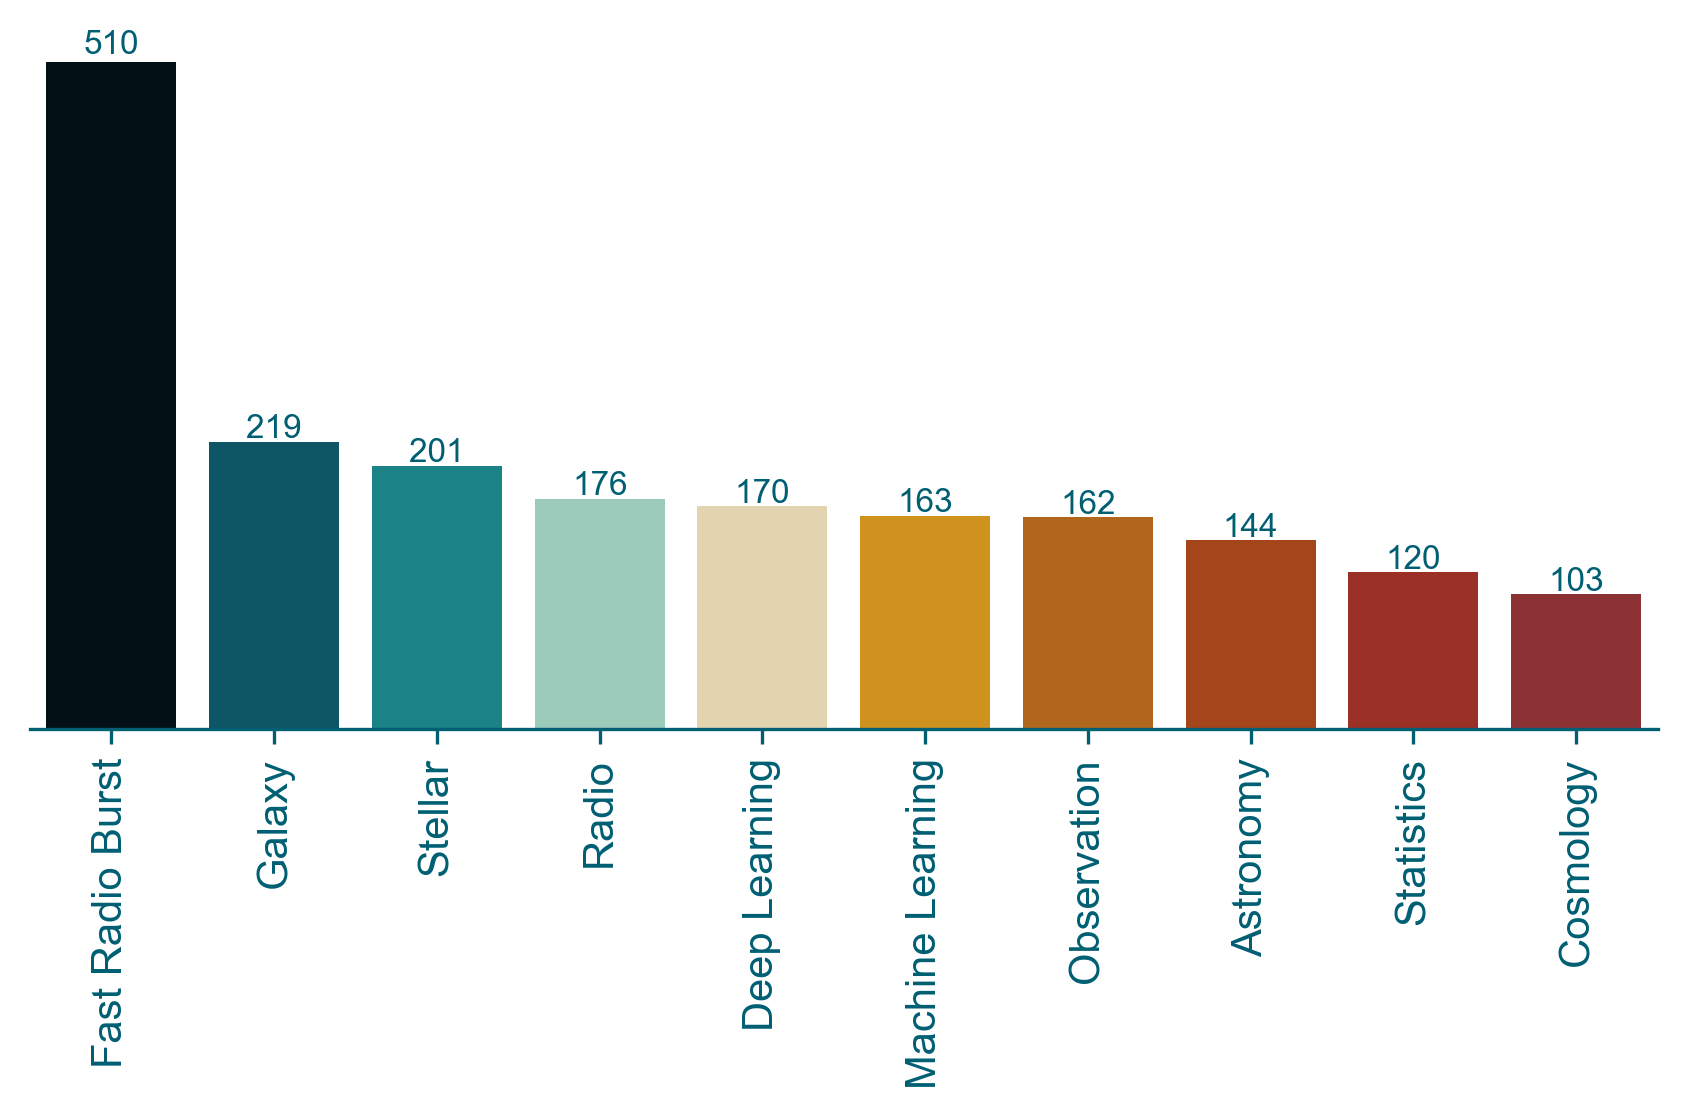 510
219
201
176
170
163
162
144
120
103
Fast Radio Burst
Galaxy
Stellar
Radio
Deep Learning
Machine Learning
Observation
Astronomy
Statistics
Cosmology